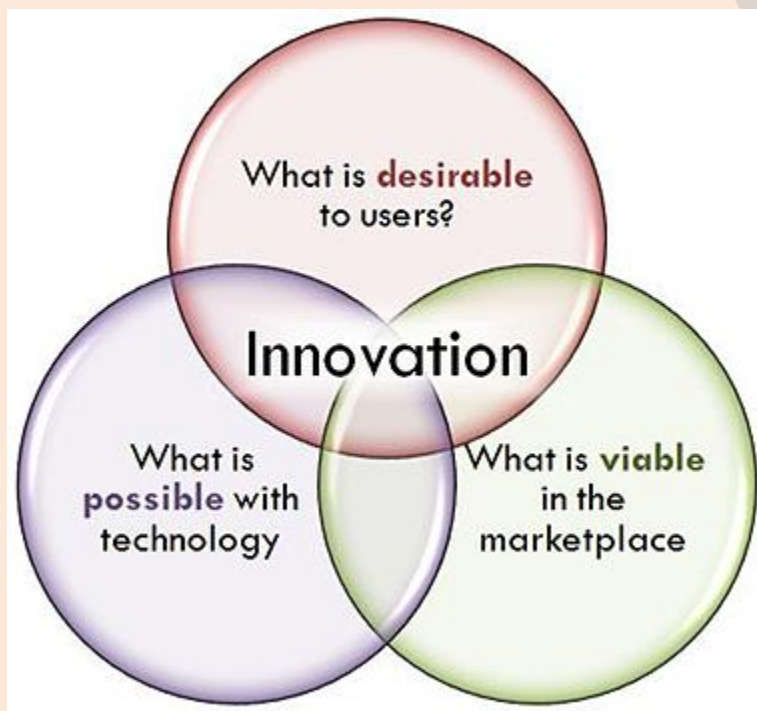 What is desirable
to users?
Innovation
What is
possible with
technology
What is viable
in the
marketplace